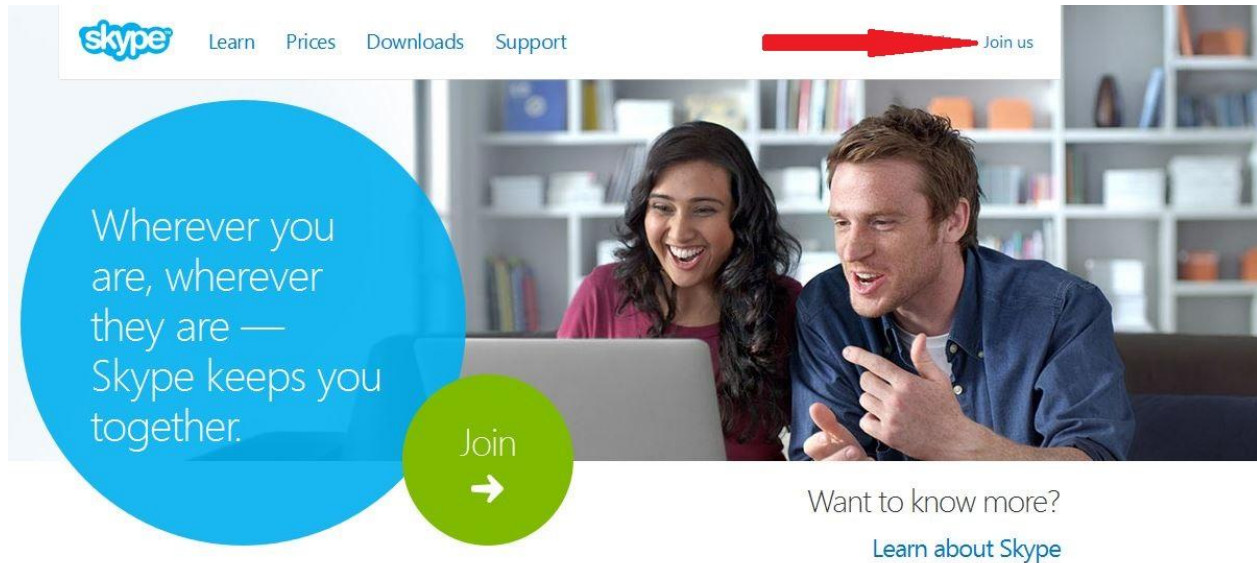 skype Learn Prices Downloads Support Join us
Wherever you
are, wherever
they are —
Skype keeps you
together.
Join
Want to know more?
Learn about Skype